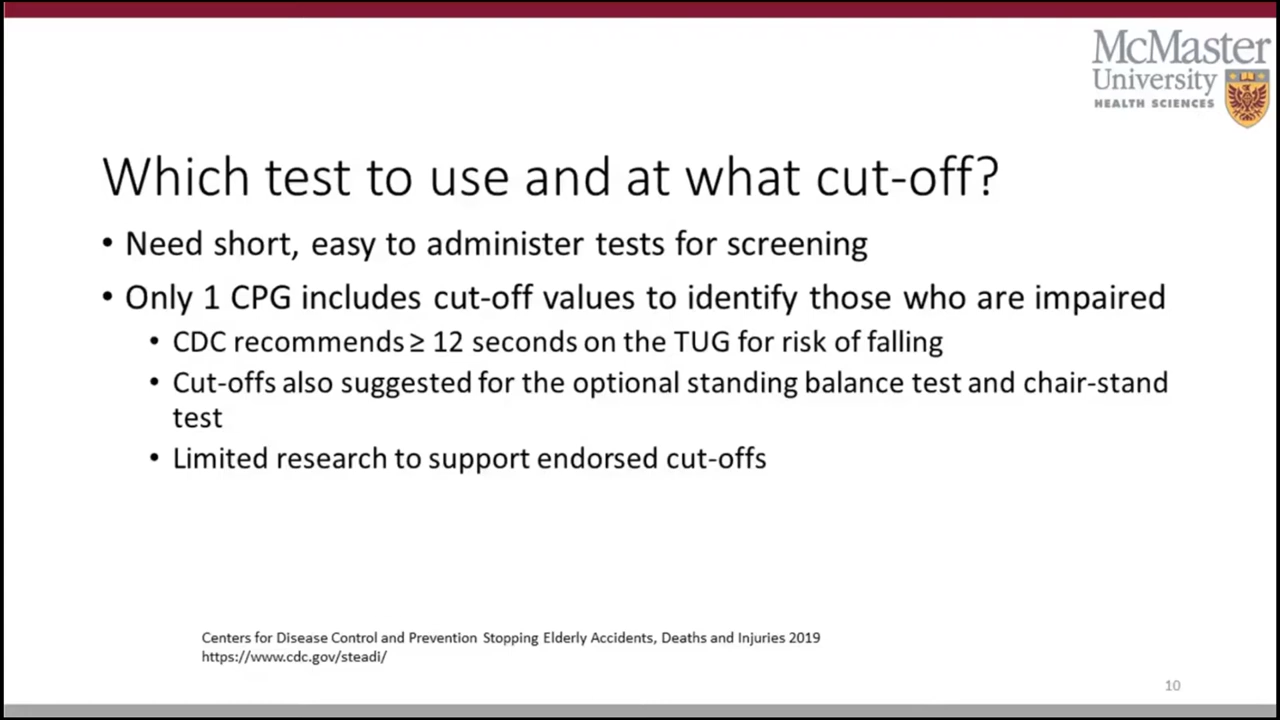 McMaster
University
HEALTH SCIENCES
Which test to use and at what cut-off?
• Need short, easy to administer tests for screening
• Only 1 CPG includes cut-off values to identify those who are impaired
• CDC recommends ≥ 12 seconds on the TUG for risk of falling
• Cut-offs also suggested for the optional standing balance test and chair-stand
test
• Limited research to support endorsed cut-offs
Centers for Disease Control and Prevention Stopping Elderly Accidents, Deaths and Injuries 2019
https://www.cdc.gov/steadi/
10